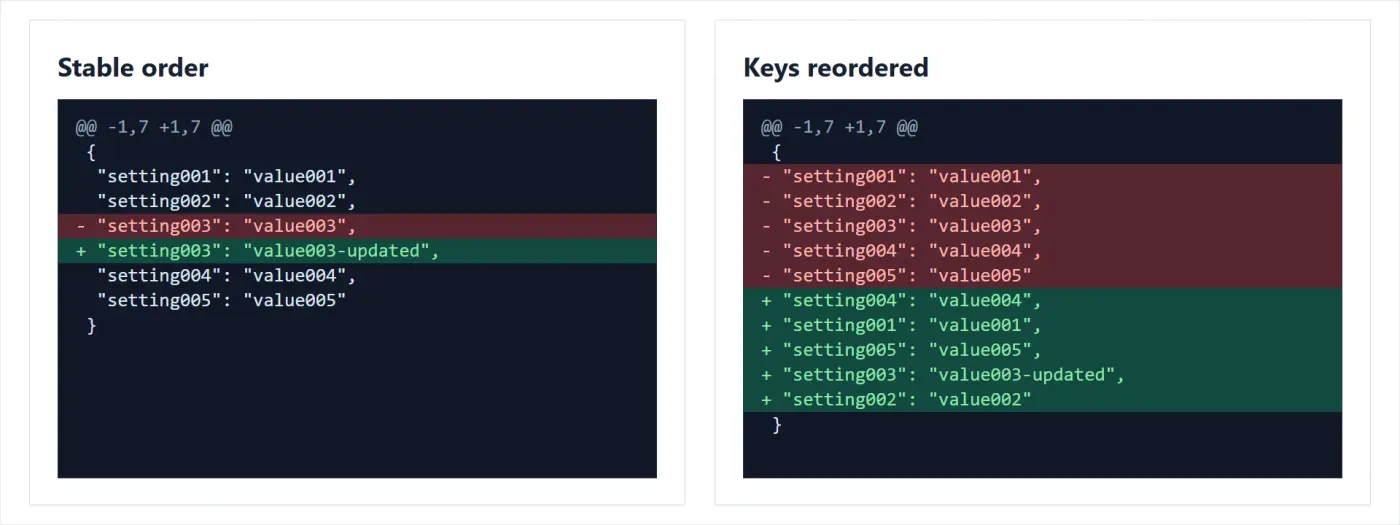 Stable order
@@ -1,7 +1,7 @@
{
"setting001": "value001",
"setting002": "value002",
- "setting003": "value003",
+ "setting003": "value003-updated",
"setting004": "value004",
"setting005": "value005"
}
Keys reordered
@@ -1,7 +1,7 @@
{
- "setting001": "value001",
- "setting002": "value002",
- "setting003": "value003",
- "setting004": "value004",
- "setting005": "value005"
+ "setting004": "value004",
+ "setting001": "value001",
+ "setting005": "value005",
+ "setting003": "value003-updated",
+ "setting002": "value002"
}